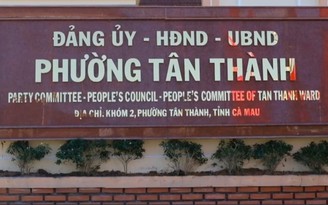 ĐẢNG ỦY - HĐND - UBND
PHƯỜNG TÂN THÀNH
PARTY COMMITTEE - PEOPLE'S COUNCIL - PEOPLE'S COMMITTEE OF TAN THANH WARD
ĐỊA CHỈ: KHÓM 2, PHƯỜNG TÂN THÀNH, TỈNH CÀ MAU